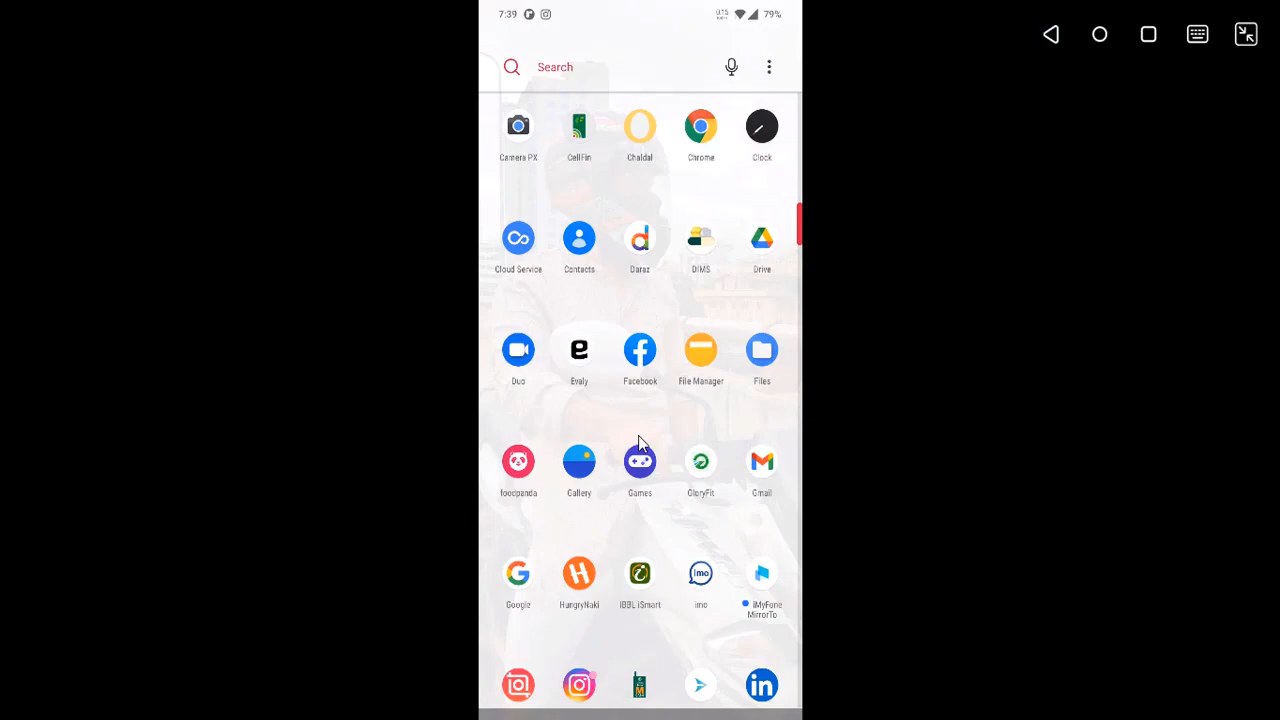 7:39 79%
Search
Camera PX CellFin Chaldal Chrome Clock
Cloud Service Contacts Daraz DIMS Drive
Duo Evaly Facebook File Manager Files
foodpanda Gallery Games GloryFit Gmail
Google HungryNaki IBBL iSmart imo iMyFone
MirrorTo